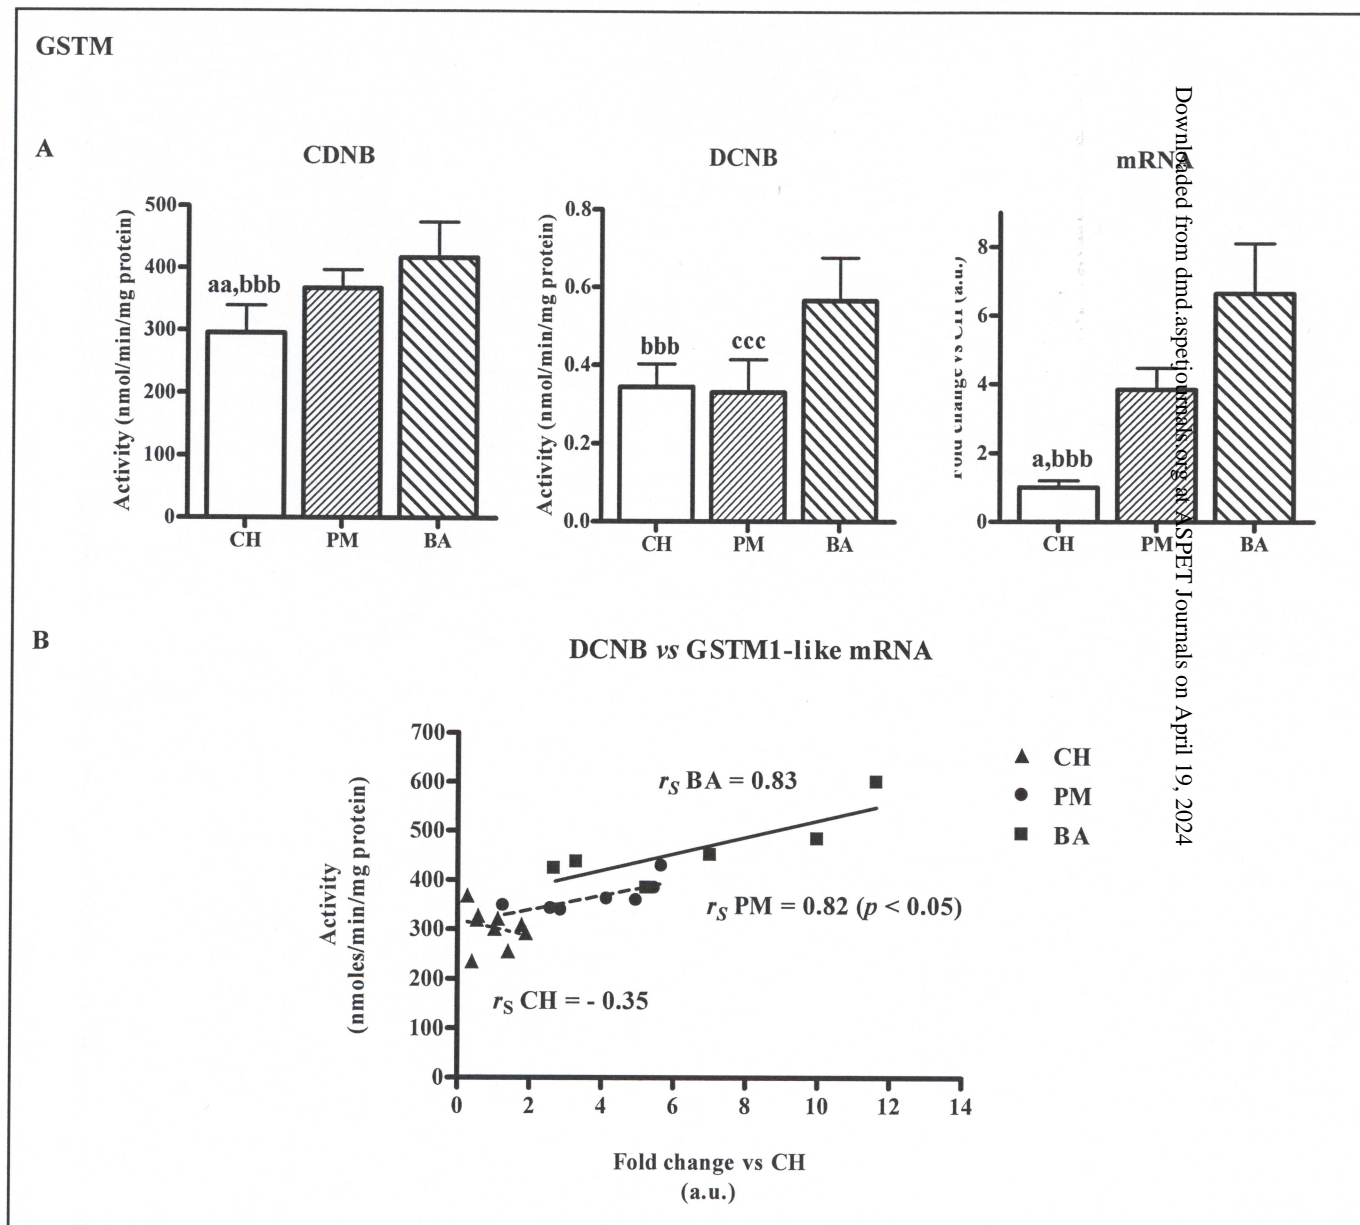 GSTM
A
CDNB
DCNB
mRNA
Activity (nmol/min/mg protein)
500
400
300
200
100
0
aa,bbb
CH
PM
BA
Activity (nmol/min/mg protein)
0.8
0.6
0.4
0.2
0.0
bbb
ccc
CH
PM
BA
Fold change vs CH (a.u.)
8
6
4
2
0
a,bbb
CH
PM
BA
B
DCNB vs GSTM1-like mRNA
Activity
(nmoles/min/mg protein)
700
600
500
400
300
200
100
0
rS BA = 0.83
rS PM = 0.82 (p < 0.05)
rS CH = - 0.35
CH
PM
BA
0 2 4 6 8 10 12 14
Fold change vs CH
(a.u.)
Downloaded from dmd.aspetjournals.org at ASPET Journals on April 19, 2024